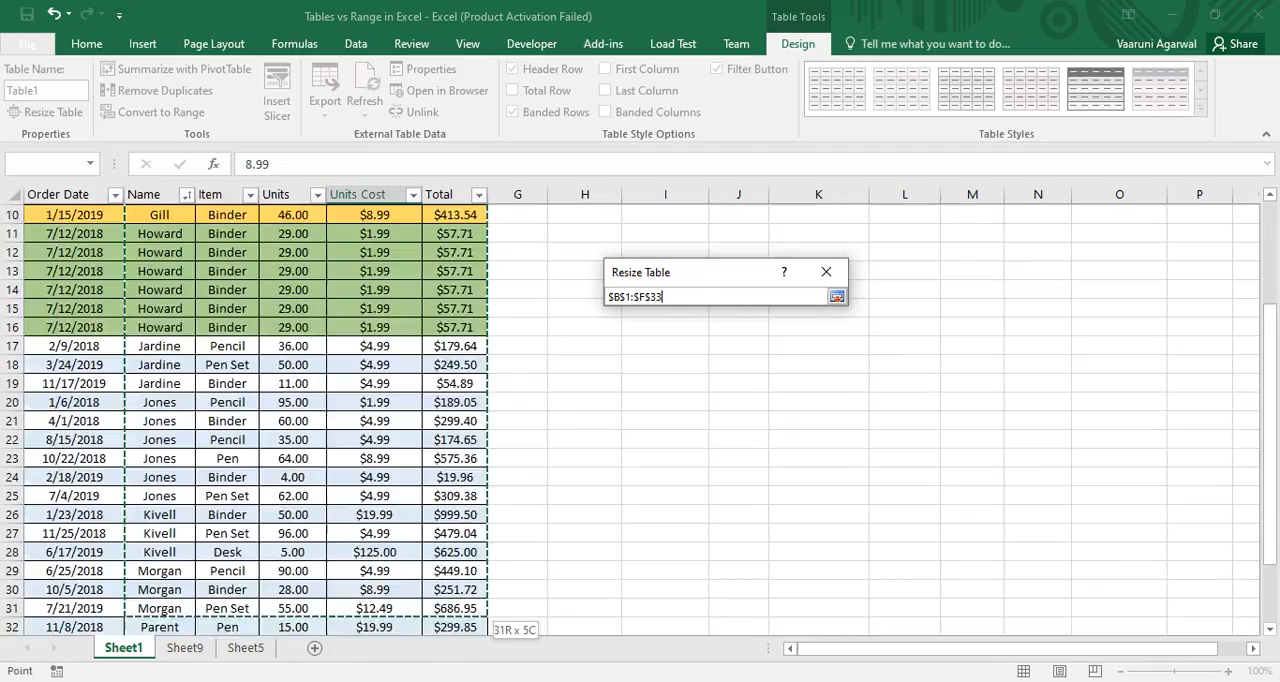 Tables vs Range in Excel - Excel (Product Activation Failed)
Table Tools
File Home Insert Page Layout Formulas Data Review View Developer Add-ins Load Test Team Design Tell me what you want to do... Vaaruni Agarwal Share
Table Name:
Table1
Resize Table
Properties
Summarize with PivotTable
Remove Duplicates
Convert to Range
Insert
Slicer
Tools
Export
Refresh
Properties
Open in Browser
Unlink
External Table Data
Header Row First Column Filter Button
Total Row Last Column
Banded Rows Banded Columns
Table Style Options
Table Styles
fx 8.99
Order Date Name Item Units Units Cost Total G H I J K L M N O P
10 1/15/2019 Gill Binder 46.00 $8.99 $413.54
11 7/12/2018 Howard Binder 29.00 $1.99 $57.71
12 7/12/2018 Howard Binder 29.00 $1.99 $57.71
13 7/12/2018 Howard Binder 29.00 $1.99 $57.71
14 7/12/2018 Howard Binder 29.00 $1.99 $57.71
15 7/12/2018 Howard Binder 29.00 $1.99 $57.71
16 7/12/2018 Howard Binder 29.00 $1.99 $57.71
17 2/9/2018 Jardine Pencil 36.00 $4.99 $179.64
18 3/24/2019 Jardine Pen Set 50.00 $4.99 $249.50
19 11/17/2019 Jardine Binder 11.00 $4.99 $54.89
20 1/6/2018 Jones Pencil 95.00 $1.99 $189.05
21 4/1/2018 Jones Binder 60.00 $4.99 $299.40
22 8/15/2018 Jones Pencil 35.00 $4.99 $174.65
23 10/22/2018 Jones Pen 64.00 $8.99 $575.36
24 2/18/2019 Jones Binder 4.00 $4.99 $19.96
25 7/4/2019 Jones Pen Set 62.00 $4.99 $309.38
26 1/23/2018 Kivell Binder 50.00 $19.99 $999.50
27 11/25/2018 Kivell Pen Set 96.00 $4.99 $479.04
28 6/17/2019 Kivell Desk 5.00 $125.00 $625.00
29 6/25/2018 Morgan Pencil 90.00 $4.99 $449.10
30 10/5/2018 Morgan Binder 28.00 $8.99 $251.72
31 7/21/2019 Morgan Pen Set 55.00 $12.49 $686.95
32 11/8/2018 Parent Pen 15.00 $19.99 $299.85
Resize Table ?
$B$1:$F$33
31R x 5C
Sheet1 Sheet9 Sheet5
Point 100%